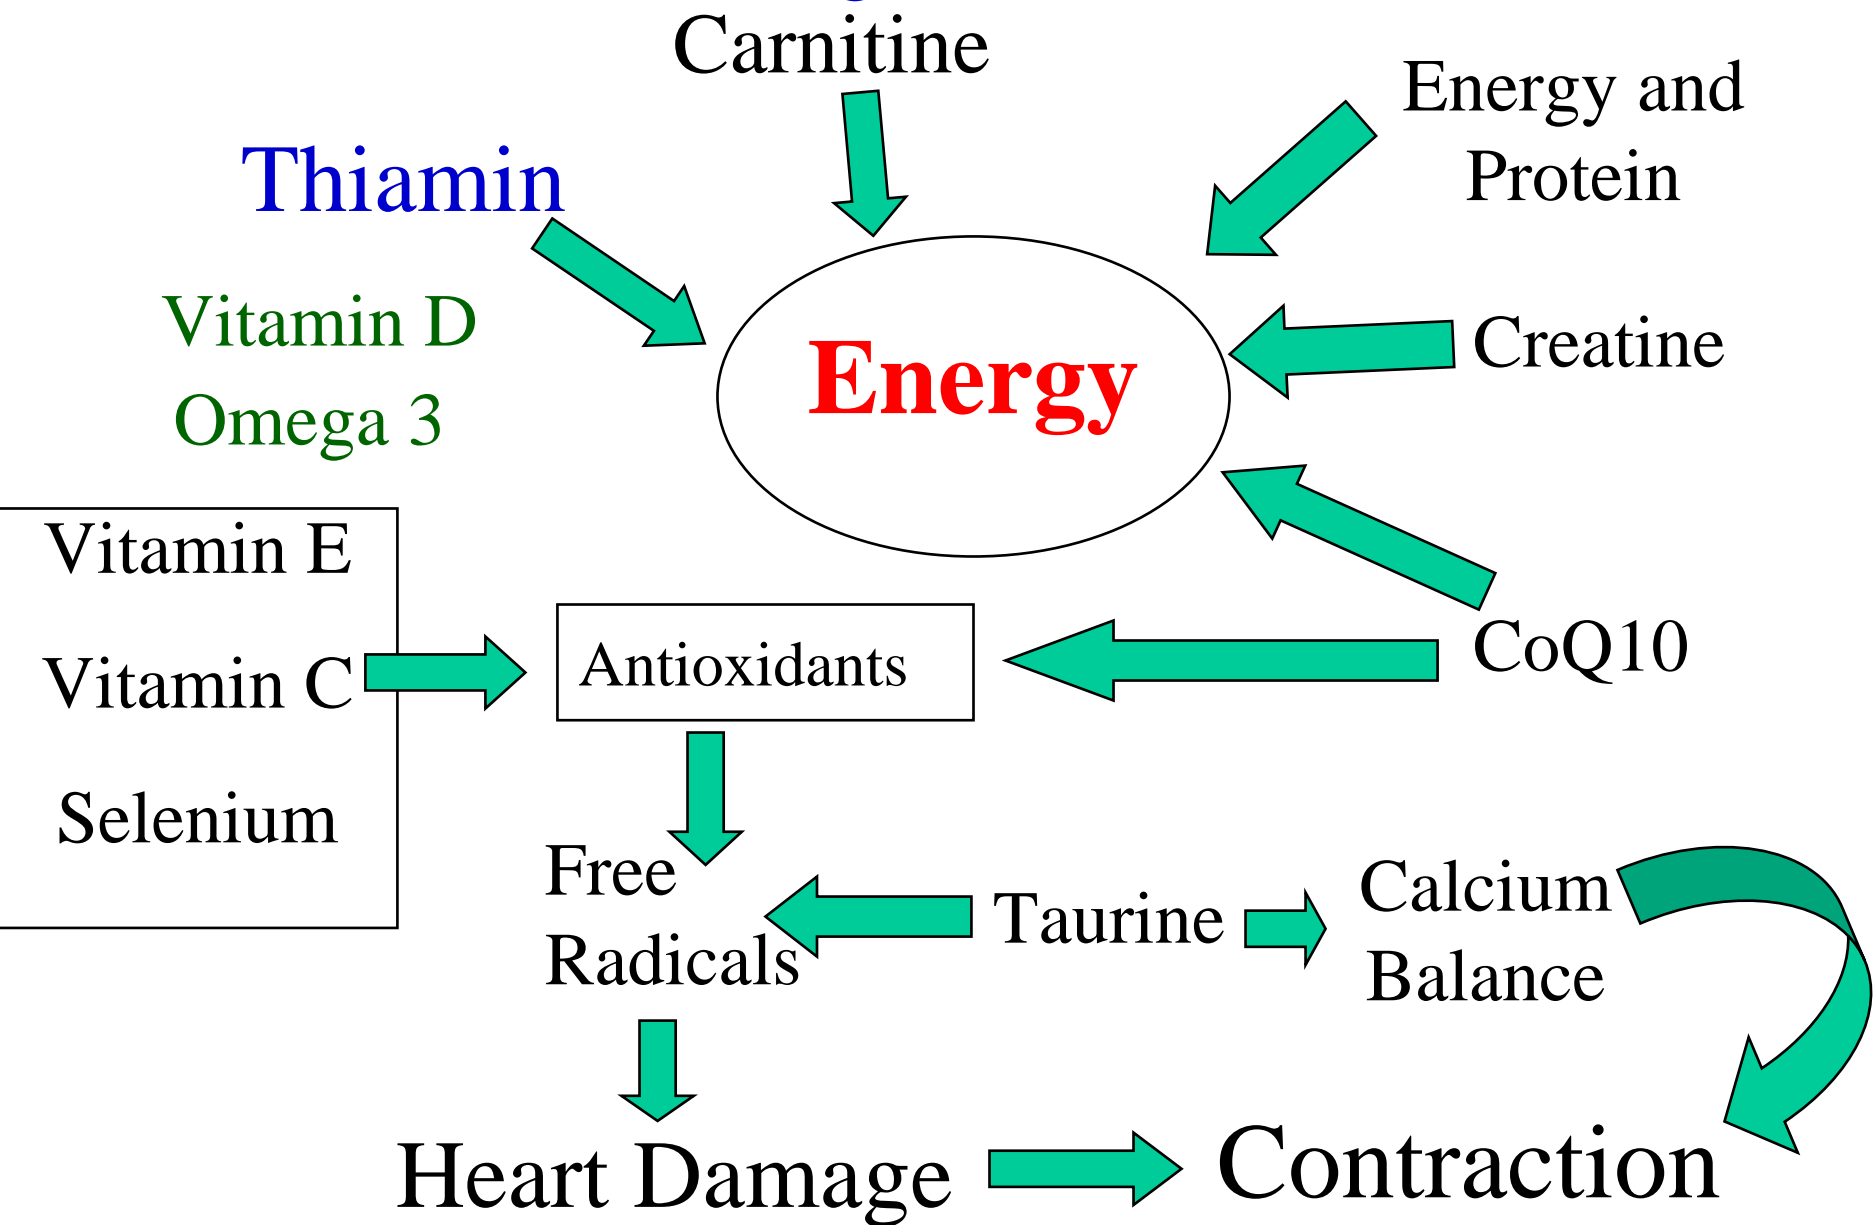 Carnitine
Energy and
Protein
Thiamin
Vitamin D
Omega 3
Energy
Creatine
Vitamin E
Vitamin C
Selenium
Antioxidants
CoQ10
Free
Radicals
Taurine
Calcium
Balance
Heart Damage
Contraction